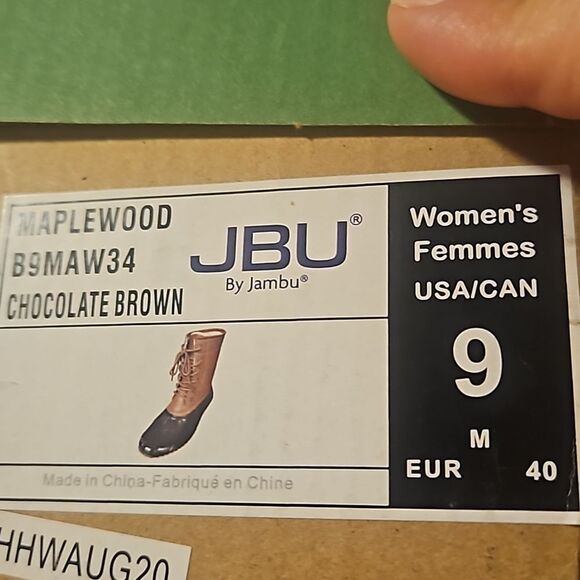 MAPLEWOOD
B9MAW34
CHOCOLATE BROWN
JBU®
By Jambu®
Women's
Femmes
USA/CAN
9
M
EUR 40
Made in China-Fabriqué en Chine
HHWAUG20